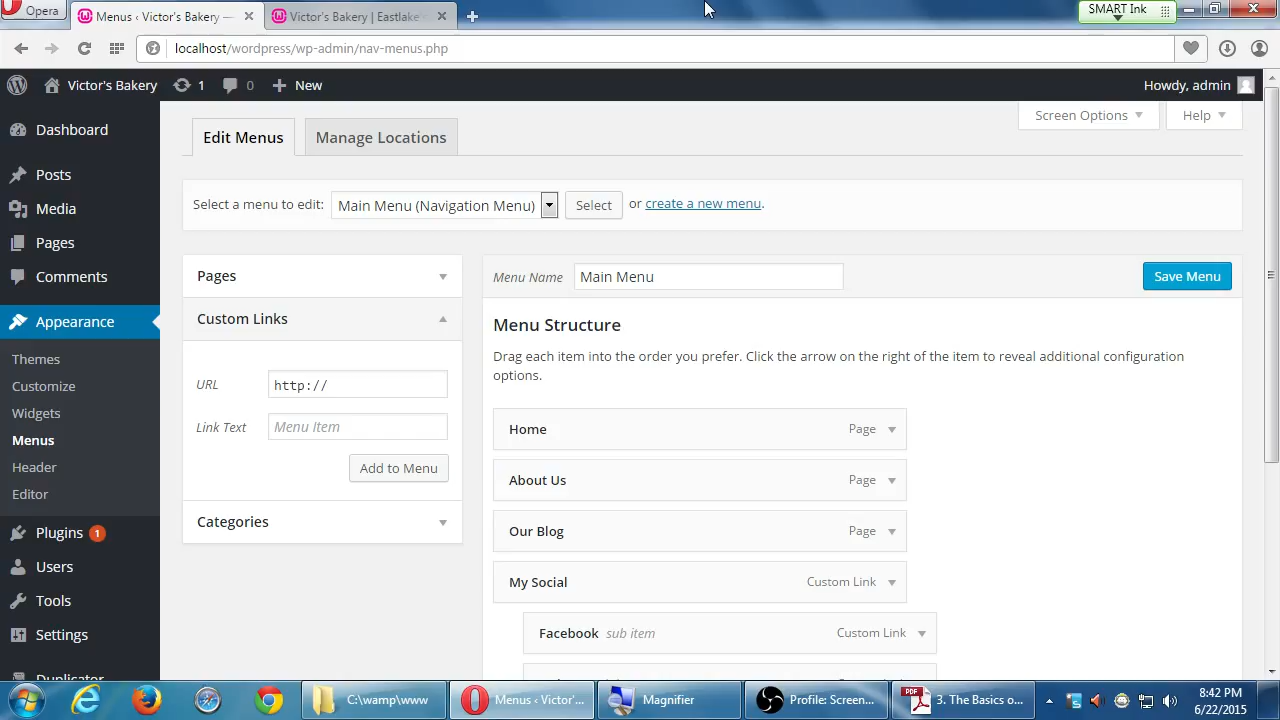 Opera
Menus ‹ Victor's Bakery —
Victor's Bakery | Eastlake's
SMART Ink
localhost/wordpress/wp-admin/nav-menus.php
Victor's Bakery
1
0
New
Howdy, admin
Dashboard
Posts
Media
Pages
Comments
Appearance
Themes
Customize
Widgets
Menus
Header
Editor
Plugins 1
Users
Tools
Settings
Duplicator
Screen Options
Help
Edit Menus
Manage Locations
Select a menu to edit: Main Menu (Navigation Menu) Select or create a new menu.
Pages
Custom Links
URL http://
Link Text Menu Item
Add to Menu
Categories
Menu Name Main Menu
Save Menu
Menu Structure
Drag each item into the order you prefer. Click the arrow on the right of the item to reveal additional configuration
options.
Home Page
About Us Page
Our Blog Page
My Social Custom Link
Facebook sub item Custom Link
C:\wamp\www
Menus ‹ Victor'...
Magnifier
Profile: Screen...
PDF
3. The Basics o...
8:42 PM
6/22/2015